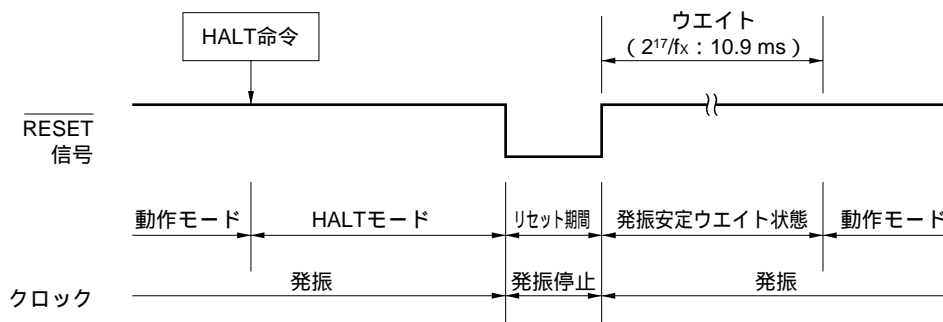 HALT命令
ウエイト
(2¹⁷/fx:10.9 ms)
RESET
信号
動作モード
HALTモード
リセット期間
発振安定ウエイト状態
動作モード
クロック
発振
発振停止
発振